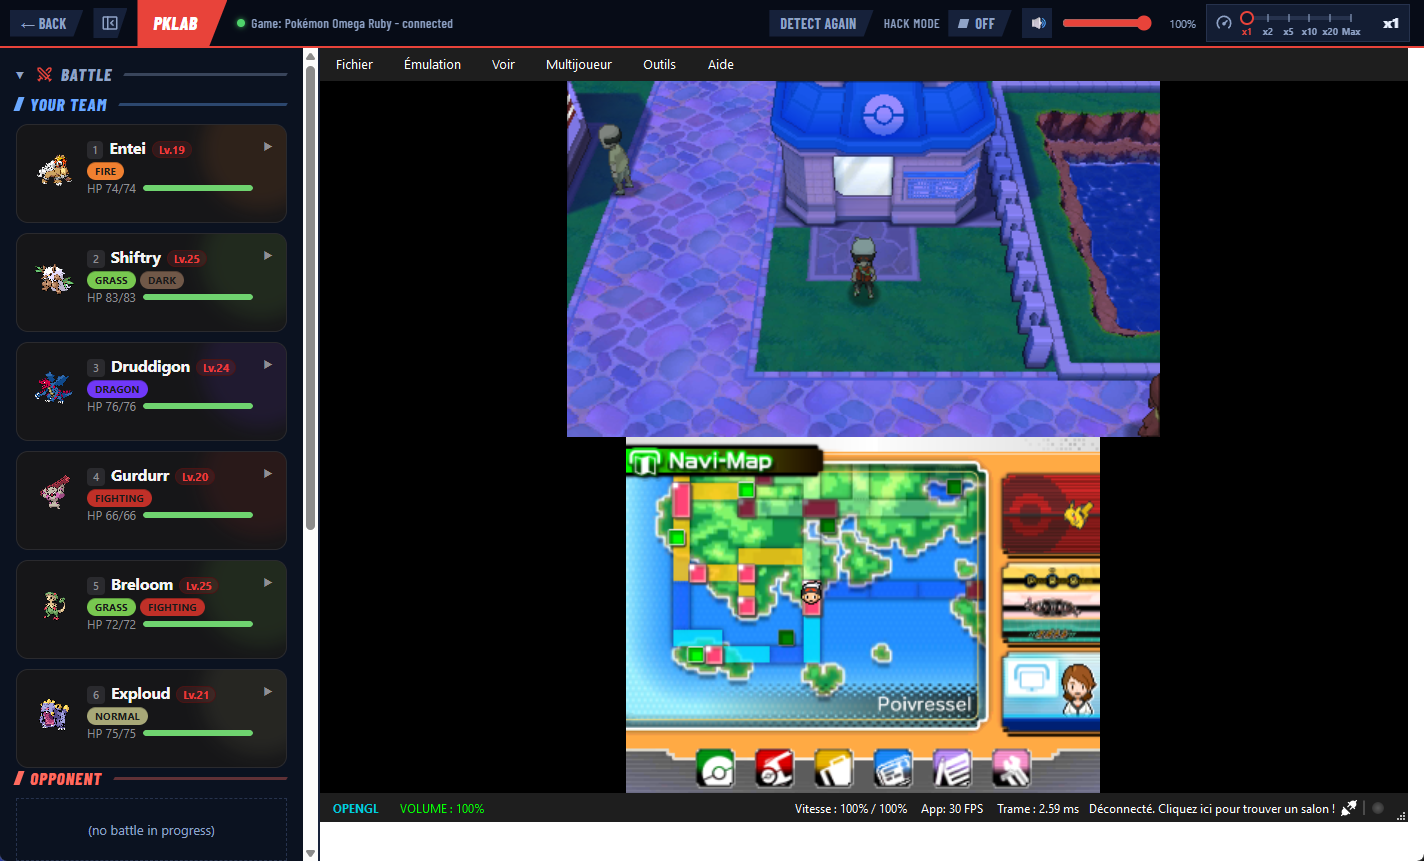 ← BACK
PKLAB
Game: Pokémon Omega Ruby - connected
DETECT AGAIN
HACK MODE
OFF
100%
x1 x2 x5 x10 x20 Max
x1
BATTLE
YOUR TEAM
1 Entei Lv.19
FIRE
HP 74/74
2 Shiftry Lv.25
GRASS DARK
HP 83/83
3 Druddigon Lv.24
DRAGON
HP 76/76
4 Gurdurr Lv.20
FIGHTING
HP 66/66
5 Breloom Lv.25
GRASS FIGHTING
HP 72/72
6 Exploud Lv.21
NORMAL
HP 75/75
OPPONENT
(no battle in progress)
Fichier Émulation Voir Multijoueur Outils Aide
Navi-Map
Poivressel
OPENGL VOLUME : 100% Vitesse : 100% / 100% App: 30 FPS Trame : 2.59 ms Déconnecté. Cliquez ici pour trouver un salon !